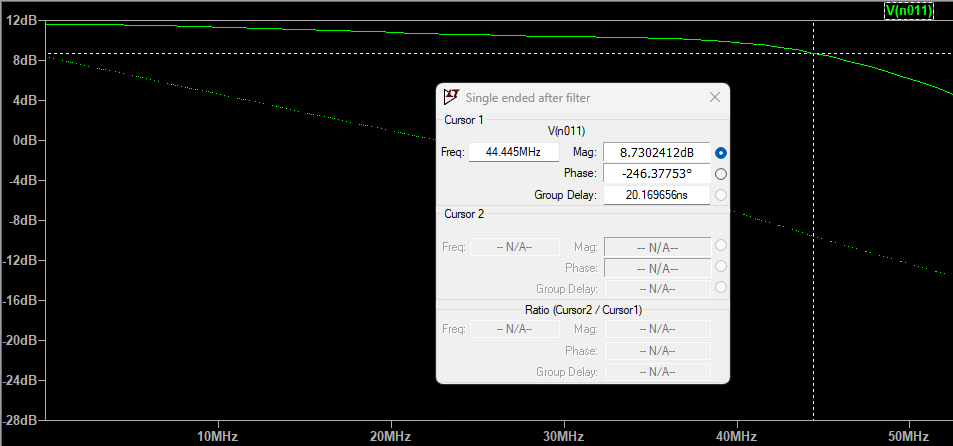 V(n011)
12dB
8dB
4dB
0dB
-4dB
-8dB
-12dB
-16dB
-20dB
-24dB
-28dB
10MHz 20MHz 30MHz 40MHz 50MHz
Single ended after filter
Cursor 1
V(n011)
Freq: 44.445MHz Mag: 8.7302412dB
Phase: -246.37753°
Group Delay: 20.169656ns
Cursor 2
Freq: -- N/A-- Mag: -- N/A--
Phase: -- N/A--
Group Delay: -- N/A--
Ratio (Cursor2 / Cursor1)
Freq: -- N/A-- Mag: -- N/A--
Phase: -- N/A--
Group Delay: -- N/A--